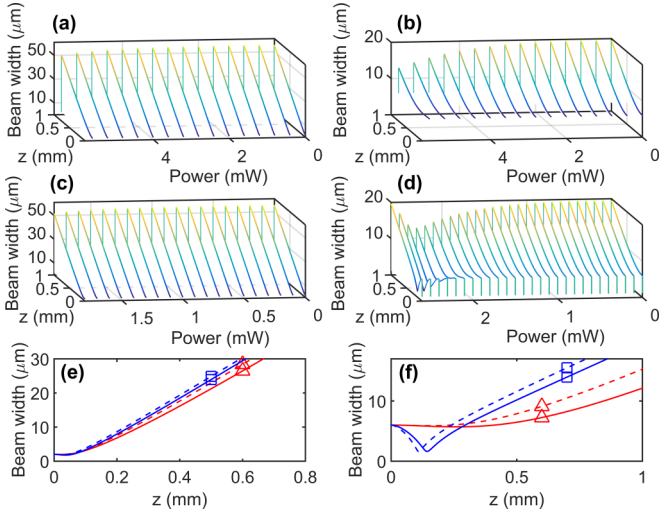 (a)
Beam width (μm)
50
30
10
1
0.5
0
z (mm)
4
2
0
Power (mW)
(b)
Beam width (μm)
20
10
1
0.5
0
z (mm)
4
2
0
Power (mW)
(c)
Beam width (μm)
50
30
10
1
0.5
0
z (mm)
1.5
1
0.5
0
Power (mW)
(d)
Beam width (μm)
20
10
1
0.5
0
z (mm)
2
1
0
Power (mW)
(e)
Beam width (μm)
30
20
10
0
0
0.2
0.4
0.6
0.8
z (mm)
(f)
Beam width (μm)
10
0
0
0.5
1
z (mm)